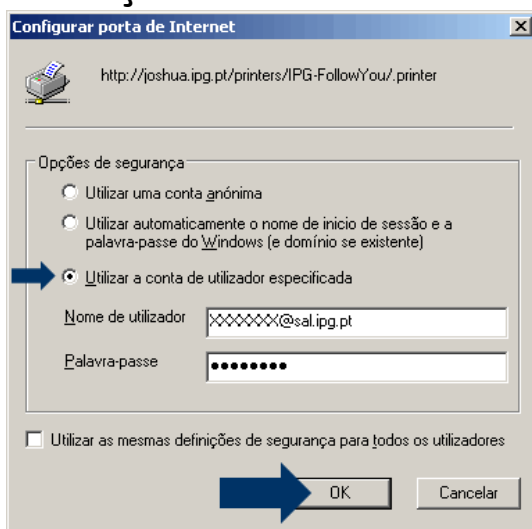 Configurar porta de Internet
http://joshua.ipg.pt/printers/IPG-FollowYou/.printer
Opções de segurança
Utilizar uma conta anónima
Utilizar automaticamente o nome de inicio de sessão e a
palavra-passe do Windows (e domínio se existente)
Utilizar a conta de utilizador especificada
Nome de utilizador XXXXXXX@sal.ipg.pt
Palavra-passe ●●●●●●●●
Utilizar as mesmas definições de segurança para todos os utilizadores
OK Cancelar